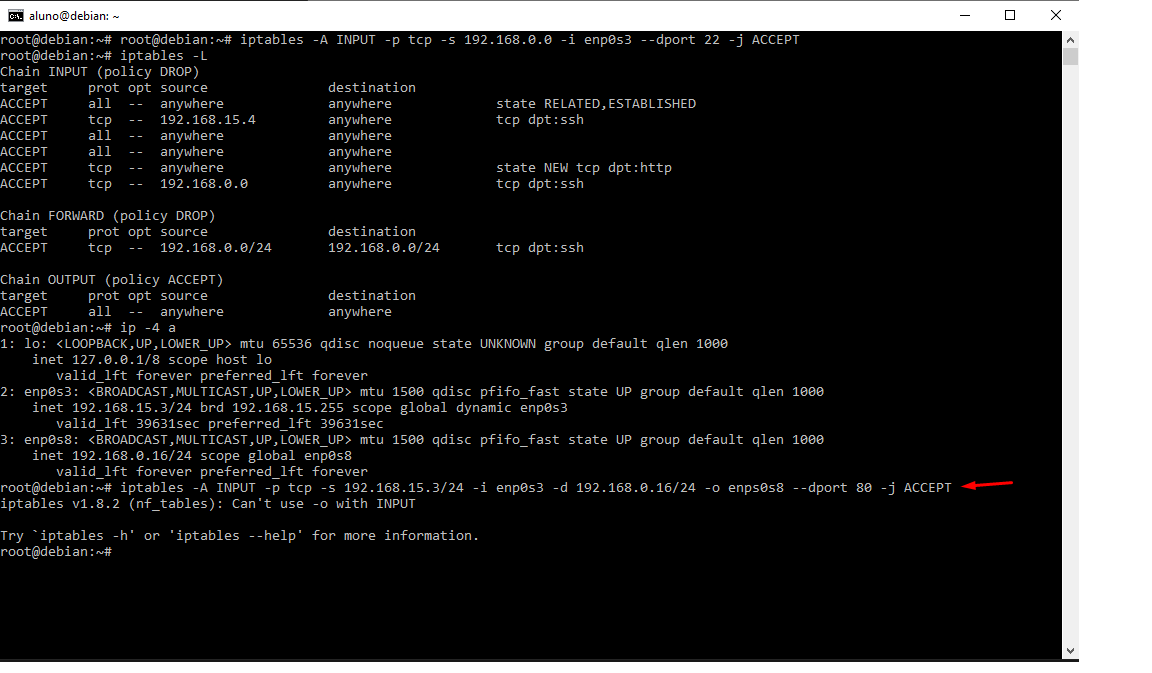 aluno@debian: ~
root@debian:~# root@debian:~# iptables -A INPUT -p tcp -s 192.168.0.0 -i enp0s3 --dport 22 -j ACCEPT
root@debian:~# iptables -L
Chain INPUT (policy DROP)
target     prot opt source               destination
ACCEPT     all  --  anywhere             anywhere             state RELATED,ESTABLISHED
ACCEPT     tcp  --  192.168.15.4         anywhere             tcp dpt:ssh
ACCEPT     all  --  anywhere             anywhere
ACCEPT     all  --  anywhere             anywhere
ACCEPT     tcp  --  anywhere             anywhere             state NEW tcp dpt:http
ACCEPT     tcp  --  192.168.0.0          anywhere             tcp dpt:ssh

Chain FORWARD (policy DROP)
target     prot opt source               destination
ACCEPT     tcp  --  192.168.0.0/24       192.168.0.0/24       tcp dpt:ssh

Chain OUTPUT (policy ACCEPT)
target     prot opt source               destination
ACCEPT     all  --  anywhere             anywhere
root@debian:~# ip -4 a
1: lo: <LOOPBACK,UP,LOWER_UP> mtu 65536 qdisc noqueue state UNKNOWN group default qlen 1000
    inet 127.0.0.1/8 scope host lo
       valid_lft forever preferred_lft forever
2: enp0s3: <BROADCAST,MULTICAST,UP,LOWER_UP> mtu 1500 qdisc pfifo_fast state UP group default qlen 1000
    inet 192.168.15.3/24 brd 192.168.15.255 scope global dynamic enp0s3
       valid_lft 39631sec preferred_lft 39631sec
3: enp0s8: <BROADCAST,MULTICAST,UP,LOWER_UP> mtu 1500 qdisc pfifo_fast state UP group default qlen 1000
    inet 192.168.0.16/24 scope global enp0s8
       valid_lft forever preferred_lft forever
root@debian:~# iptables -A INPUT -p tcp -s 192.168.15.3/24 -i enp0s3 -d 192.168.0.16/24 -o enps0s8 --dport 80 -j ACCEPT
iptables v1.8.2 (nf_tables): Can't use -o with INPUT

Try `iptables -h' or 'iptables --help' for more information.
root@debian:~#